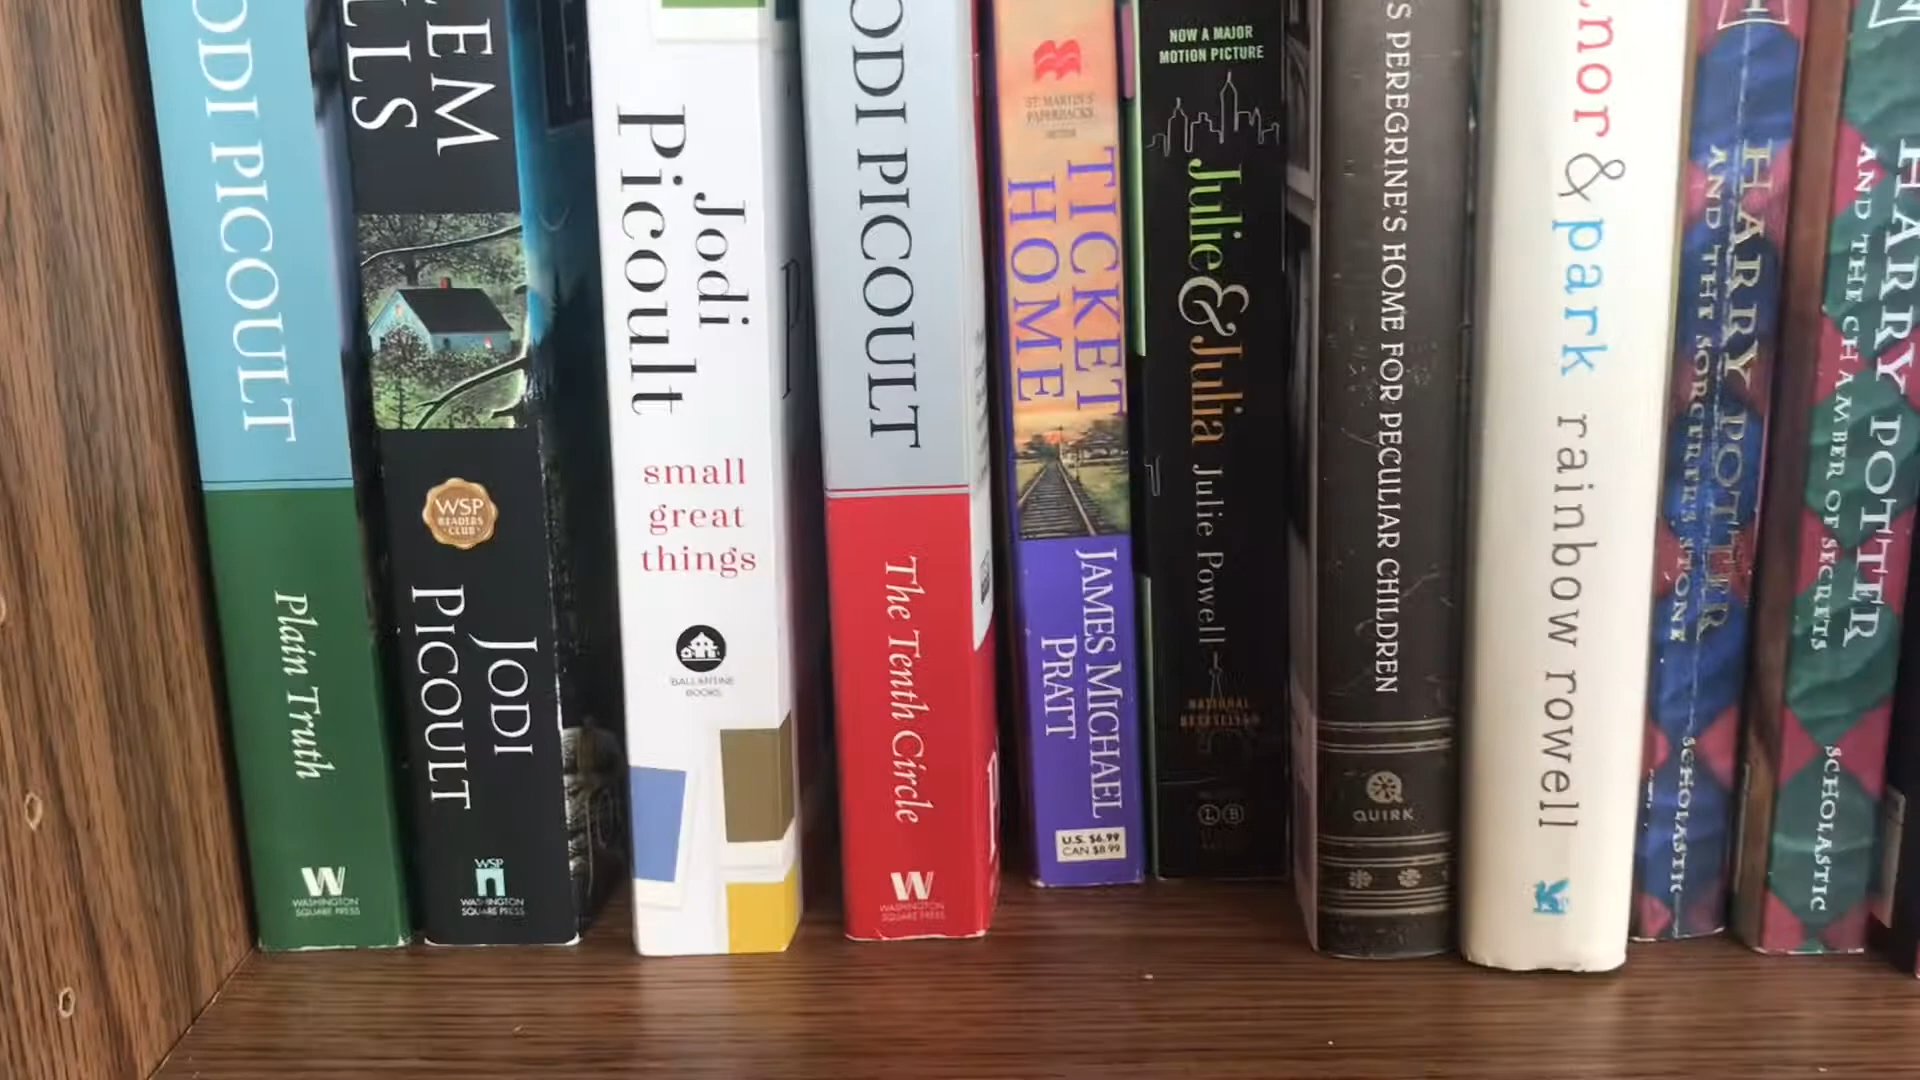 ODI PICOULT
Plain Truth
W
WASHINGTON
SQUARE PRESS
EM
LLS
WSP
READERS
CLUB
JODI
PICOULT
WSP
WASHINGTON
SQUARE PRESS
Jodi
Picoult
small
great
things
BALLANTINE
BOOKS
ODI PICOULT
The Tenth Circle
W
WASHINGTON
SQUARE PRESS
ST. MARTIN'S
PAPERBACKS
TICKET
HOME
JAMES MICHAEL
PRATT
U.S. $6.99
CAN $8.99
NOW A MAJOR
MOTION PICTURE
Julie & Julia
Julie Powell
NATIONAL
BESTSELLER
L B
S PEREGRINE'S HOME FOR PECULIAR CHILDREN
QUIRK
nor & park rainbow rowell
HARRY POTTER
AND THE SORCERER'S STONE
SCHOLASTIC
HARRY POTTER
AND THE CHAMBER OF SECRETS
SCHOLASTIC